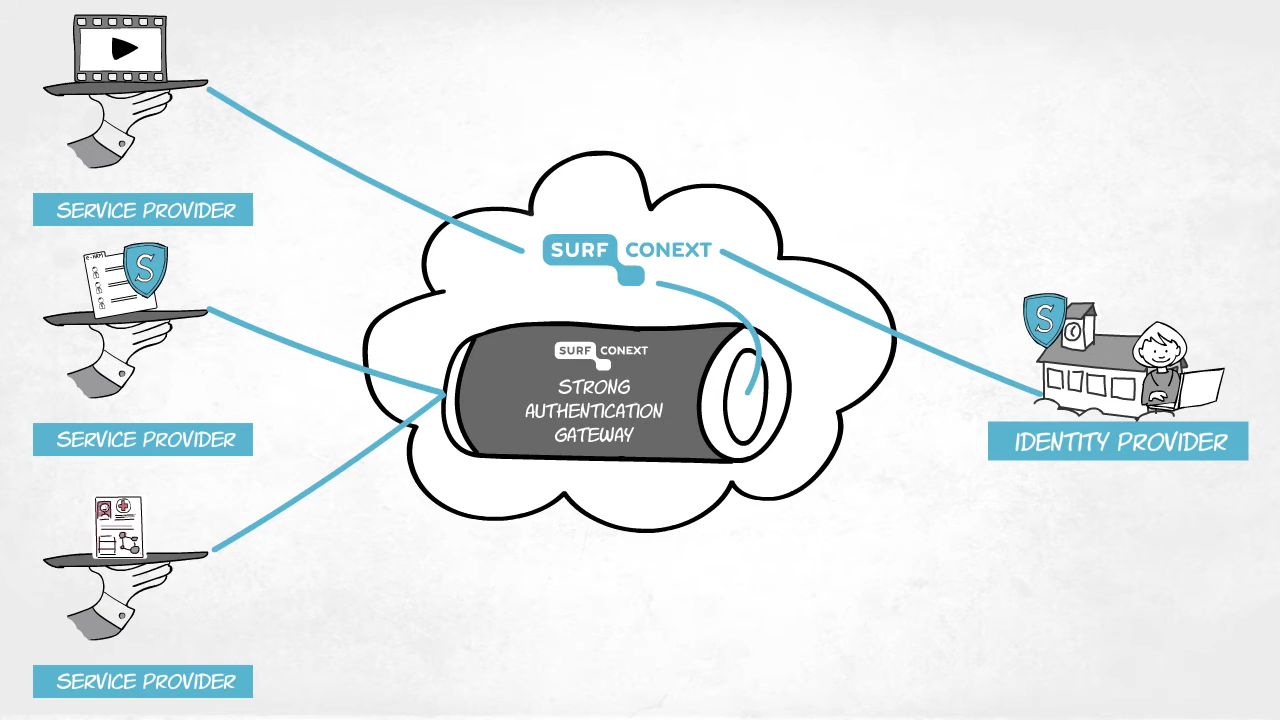 SERVICE PROVIDER
S
SERVICE PROVIDER
SERVICE PROVIDER
SURF CONEXT
SURF CONEXT
STRONG
AUTHENTICATION
GATEWAY
S
IDENTITY PROVIDER